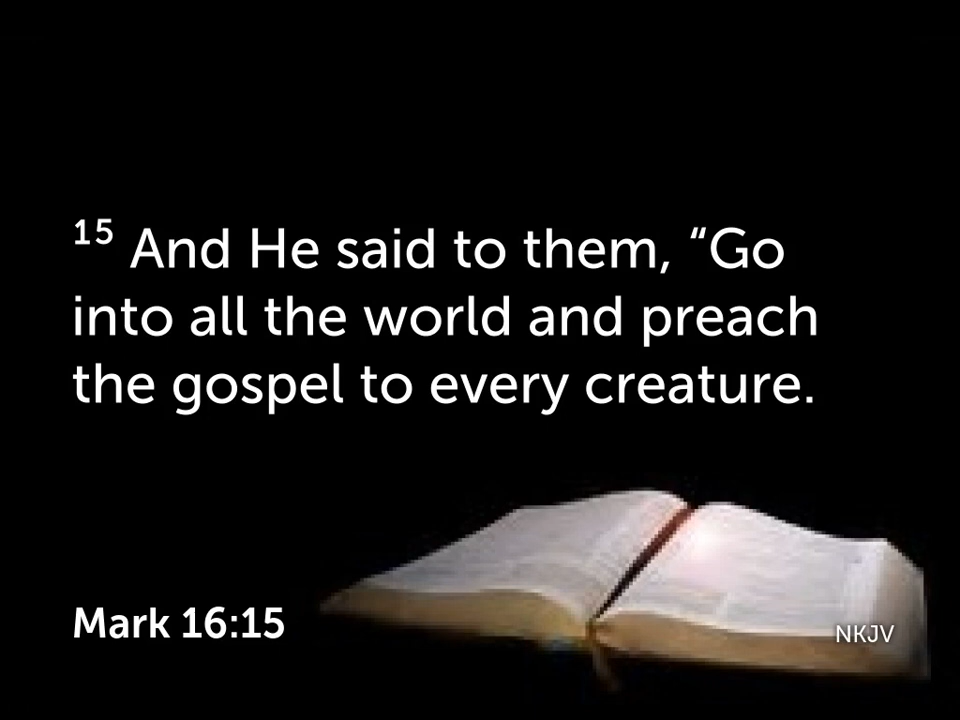 15 And He said to them, “Go
into all the world and preach
the gospel to every creature.
Mark 16:15
NKJV